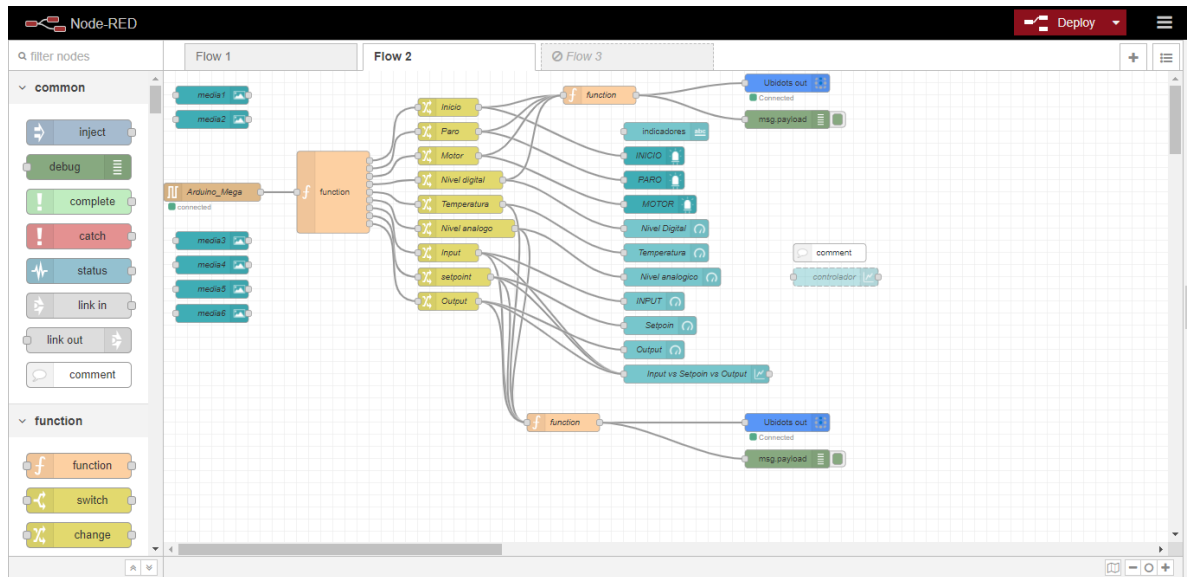 Node-RED
Deploy
filter nodes
Flow 1
Flow 2
Flow 3
common
inject
debug
complete
catch
status
link in
link out
comment
function
function
switch
change
media1
media2
Arduino_Mega
connected
media3
media4
media5
media6
function
Inicio
Paro
Motor
Nivel digital
Temperatura
Nivel analogo
Input
setpoint
Output
function
Ubidots out
Connected
msg.payload
indicadores
abc
INICIO
PARO
MOTOR
Nivel Digital
Temperatura
Nivel analogico
INPUT
Setpoin
Output
Input vs Setpoin vs Output
comment
controlador
function
Ubidots out
Connected
msg.payload